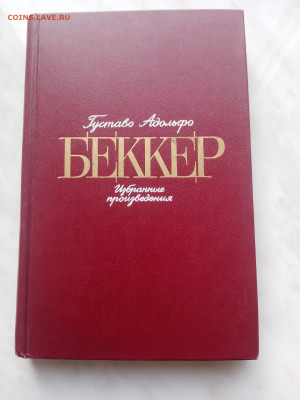 COINS.LAVE.RU
Густаво Адольфо
БЕККЕР
Избранные
произведения